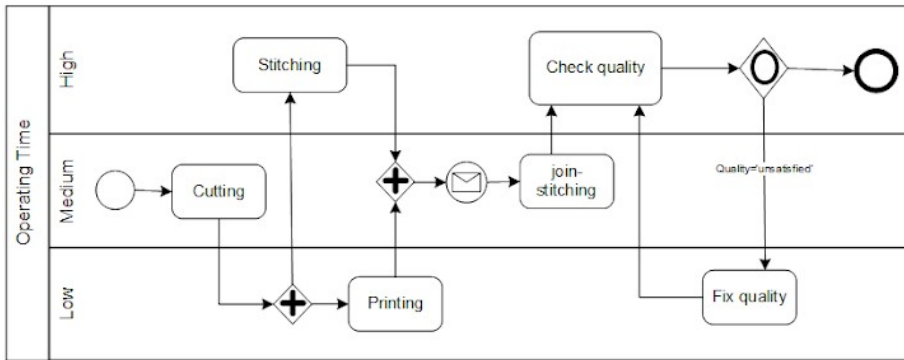 Operating Time
High
Stitching
Check quality
Medium
Cutting
join-
stitching
Quality='unsatisfied'
Low
Printing
Fix quality